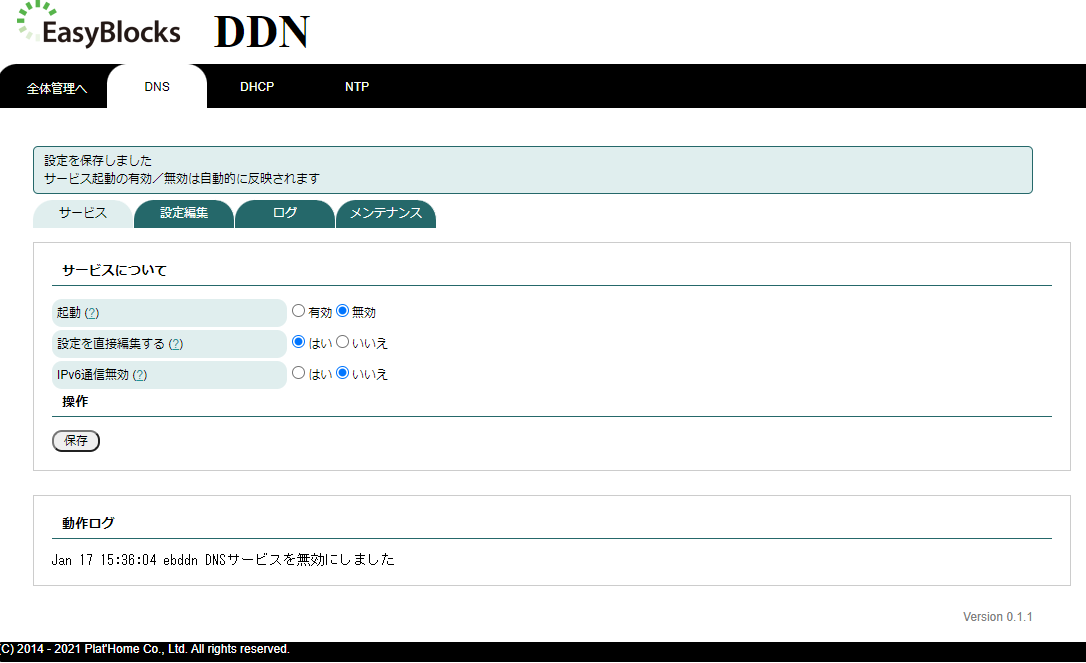 EasyBlocks DDN
全体管理へ DNS DHCP NTP
設定を保存しました
サービス起動の有効／無効は自動的に反映されます
サービス 設定編集 ログ メンテナンス
サービスについて
起動 (?) 有効 無効
設定を直接編集する (?) はい いいえ
IPv6通信無効 (?) はい いいえ
操作
保存
動作ログ
Jan 17 15:36:04 ebddn DNSサービスを無効にしました
Version 0.1.1
(C) 2014 - 2021 Plat'Home Co., Ltd. All rights reserved.